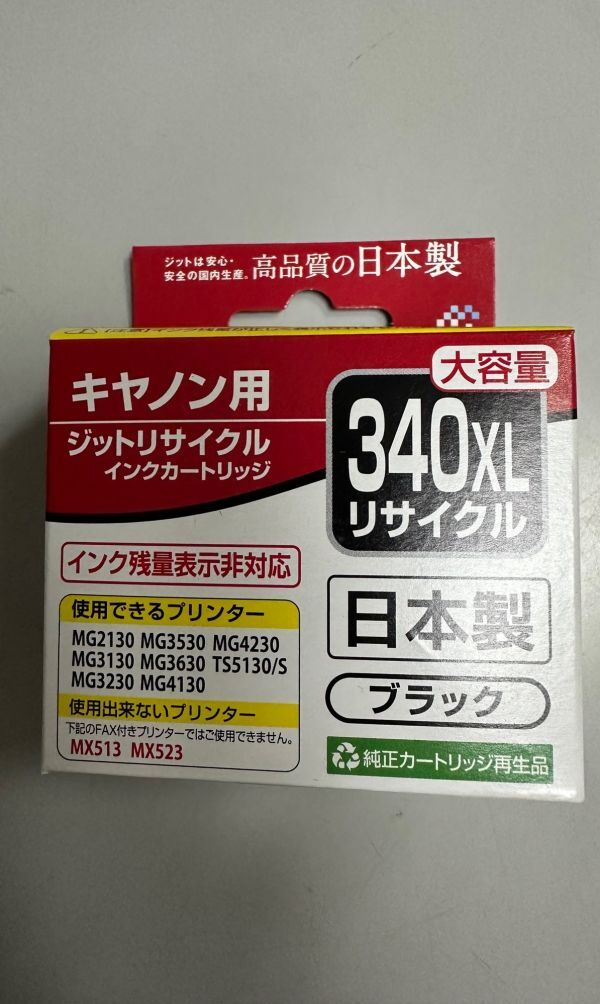 ジットは安心・
安全の国内生産。
高品質の日本製
キヤノン用
ジットリサイクル
インクカートリッジ
大容量
340XL
リサイクル
インク残量表示非対応
使用できるプリンター
MG2130 MG3530 MG4230
MG3130 MG3630 TS5130/S
MG3230 MG4130
使用出来ないプリンター
下記のFAX付きプリンターではご使用できません。
MX513 MX523
日本製
ブラック
純正カートリッジ再生品